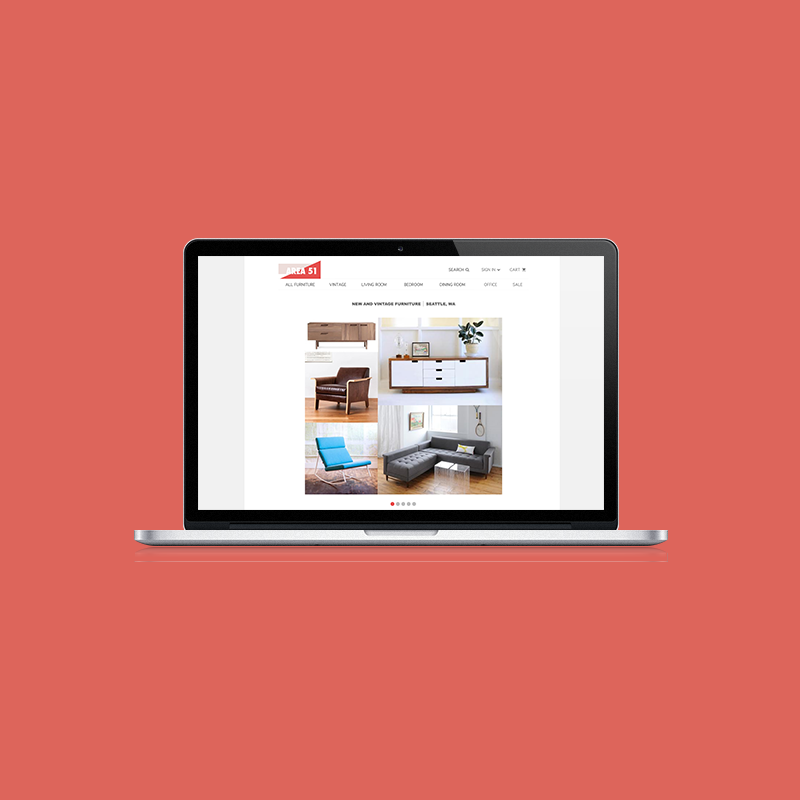 AREA 51
SEARCH
SIGN IN
CART
ALL FURNITURE VINTAGE LIVING ROOM BEDROOM DINING ROOM OFFICE SALE
NEW AND VINTAGE FURNITURE | SEATTLE, WA